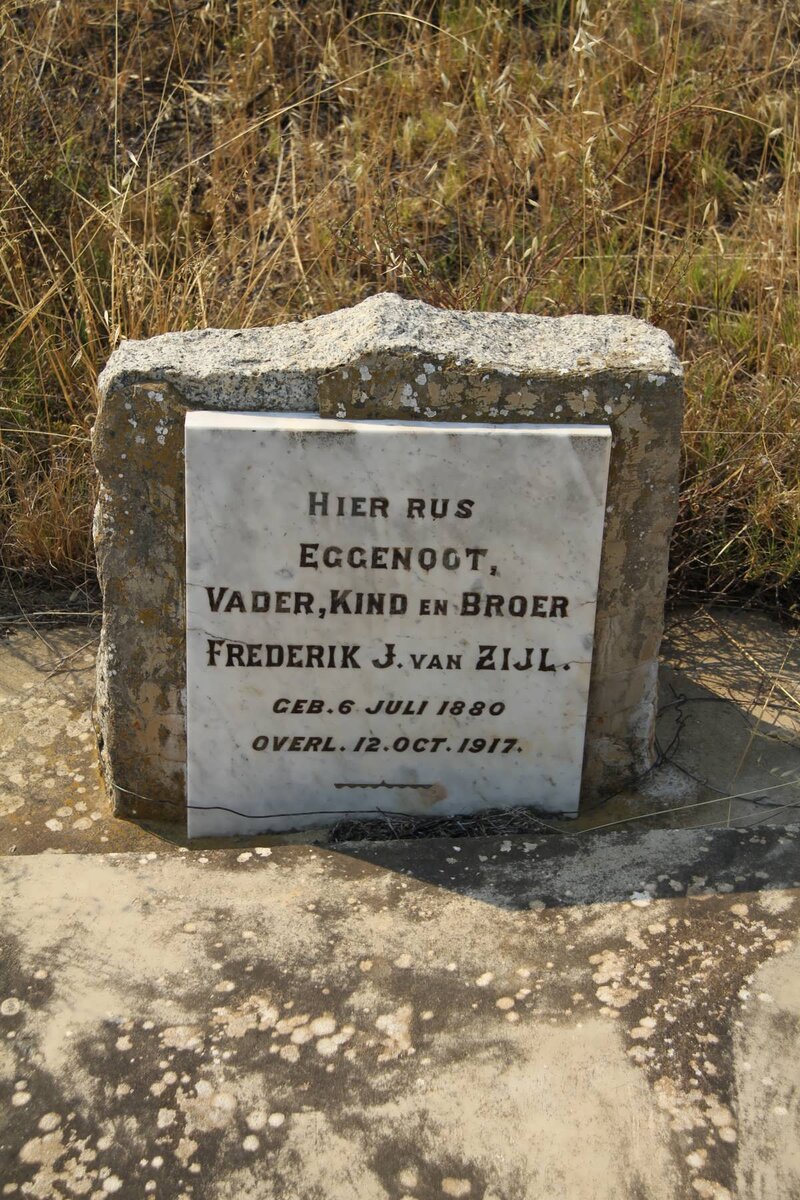 HIER RUS
EGGENOOT,
VADER, KIND EN BROER
FREDERIK J. VAN ZIJL.
GEB. 6 JULI 1880
OVERL. 12. OCT. 1917.